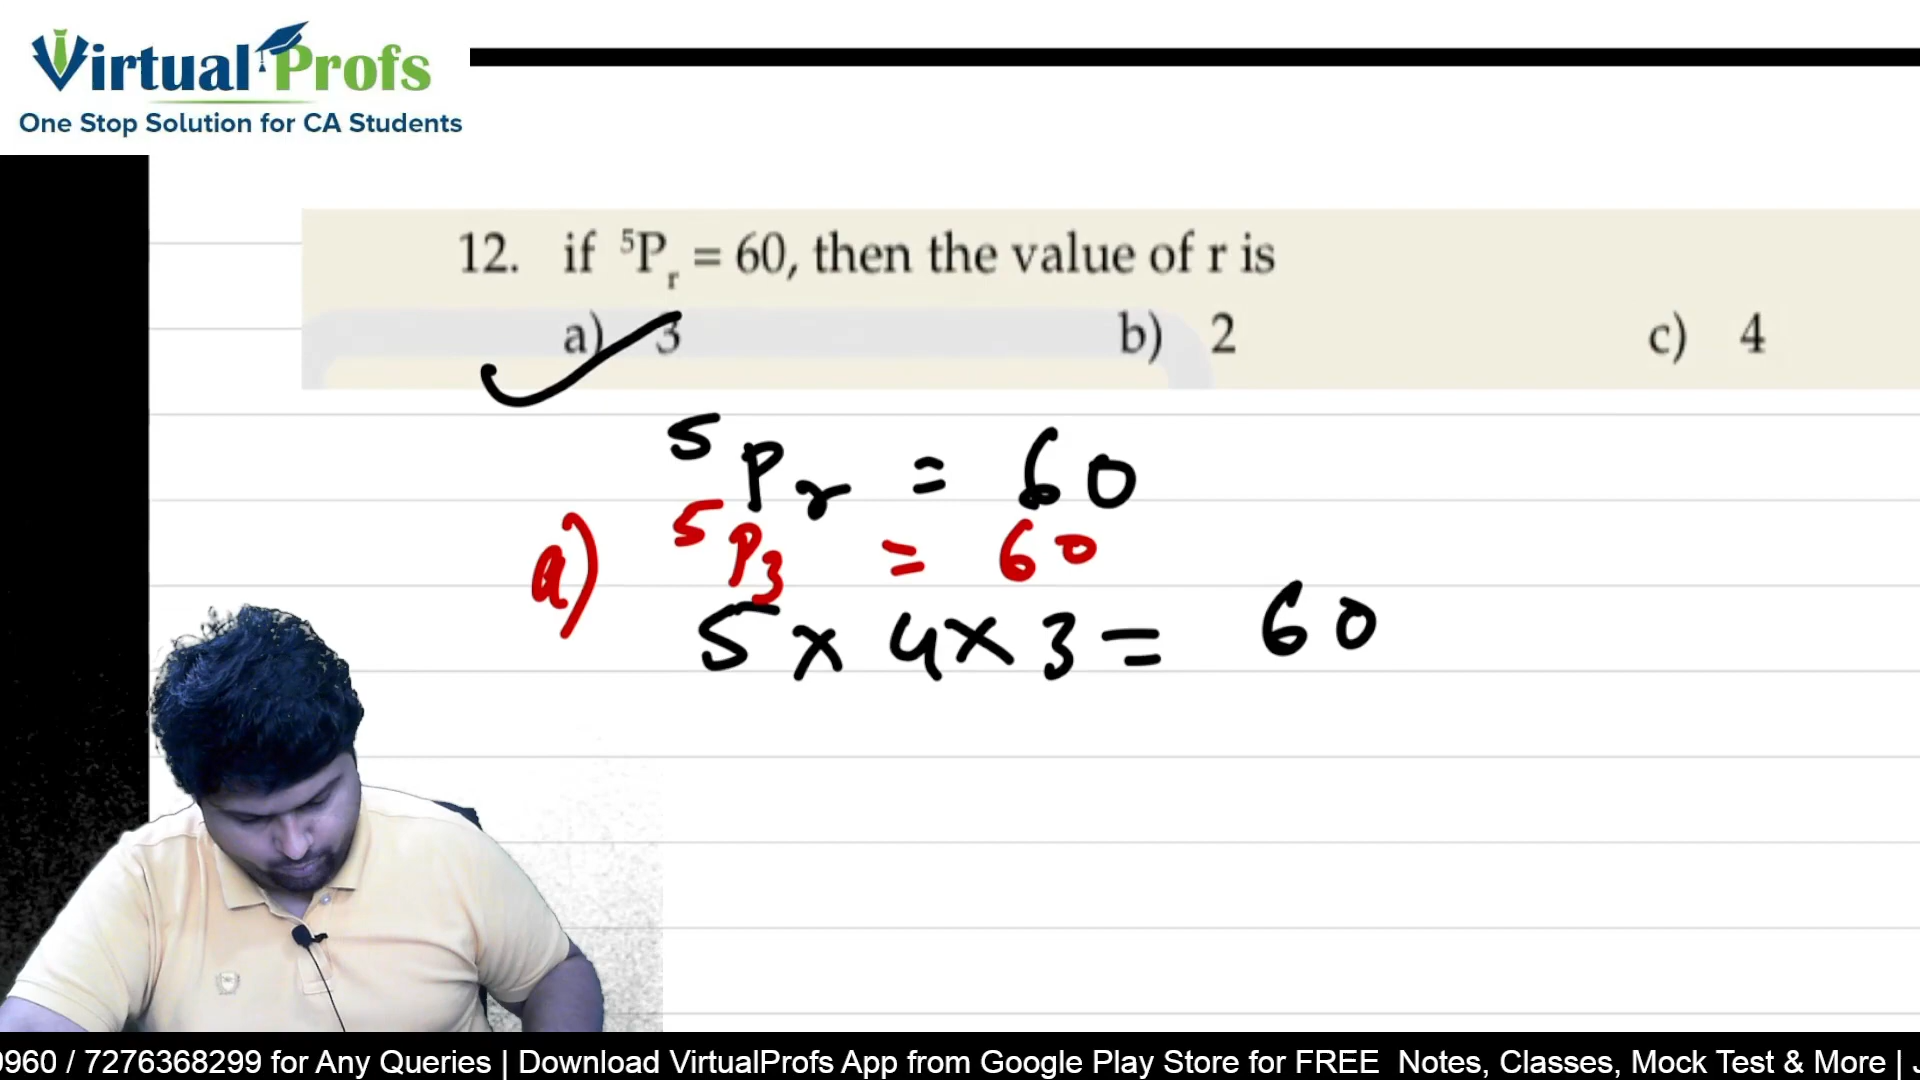 Virtual Profs
One Stop Solution for CA Students
12. if ⁵Pᵣ = 60, then the value of r is
a) 3 b) 2 c) 4
⁵Pᵣ = 60
a) ⁵P₃ = 60
5 × 4 × 3 = 60
960 / 7276368299 for Any Queries | Download VirtualProfs App from Google Play Store for FREE Notes, Classes, Mock Test & More |